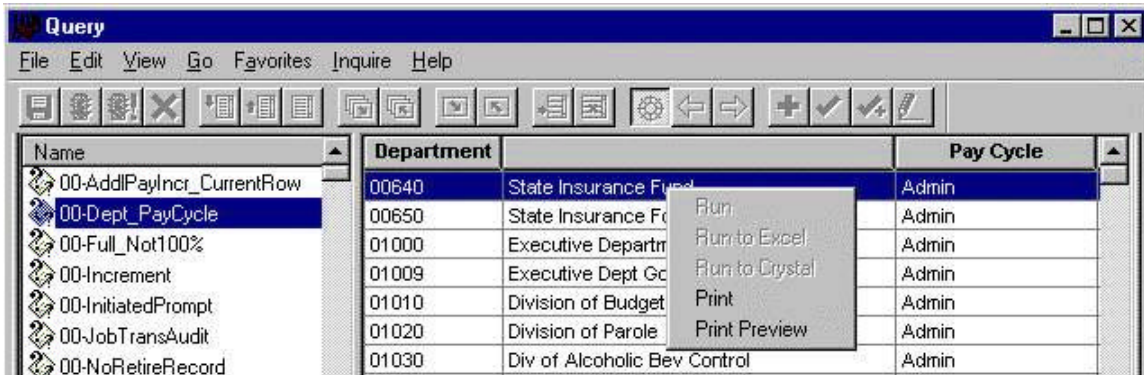 Query
File Edit View Go Favorites Inquire Help
Name
00-AddlPayIncr_CurrentRow
00-Dept_PayCycle
00-Full_Not100%
00-Increment
00-InitiatedPrompt
00-JobTransAudit
00-NoRetireRecord
Department Pay Cycle
00640 State Insurance Fund Admin
00650 State Insurance Admin
01000 Executive Admin
01009 Executive Dept Admin
01010 Division of Budget Admin
01020 Division of Parole Admin
01030 Div of Alcoholic Bev Control Admin
Run
Run to Excel
Run to Crystal
Print
Print Preview